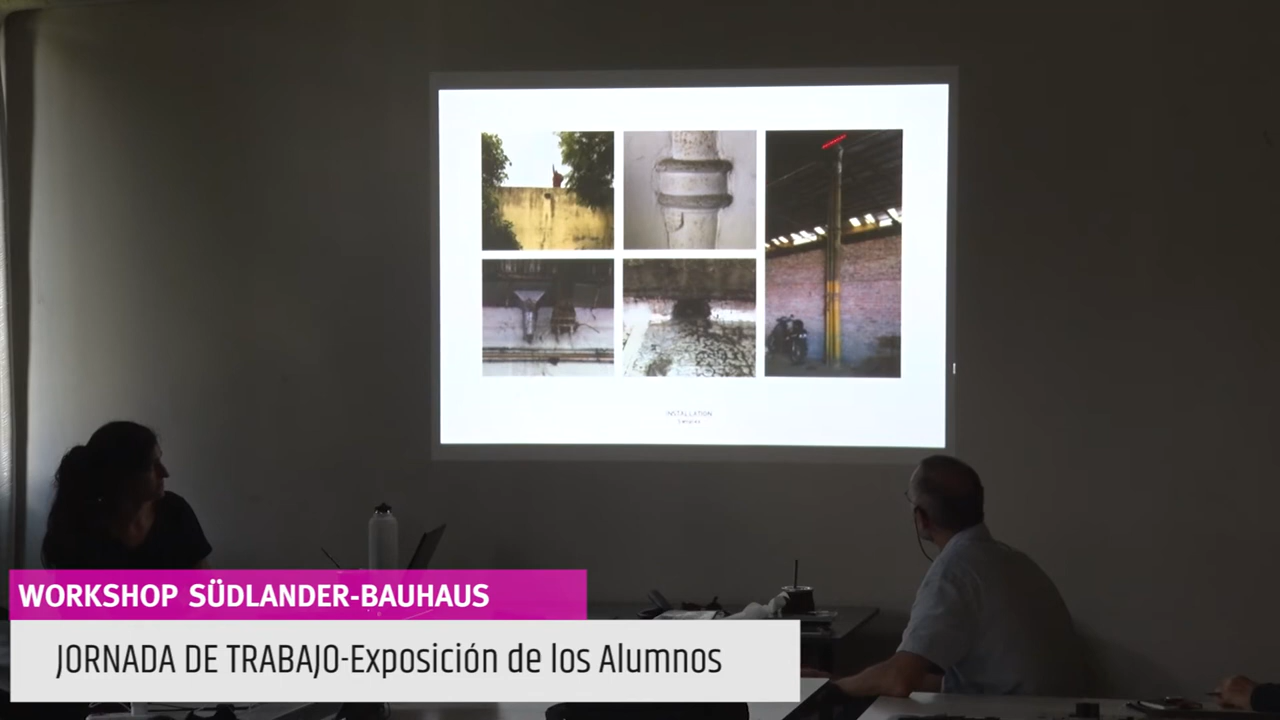 INSTALLATION
WORKSHOP SÜDLANDER-BAUHAUS
JORNADA DE TRABAJO-Exposición de los Alumnos